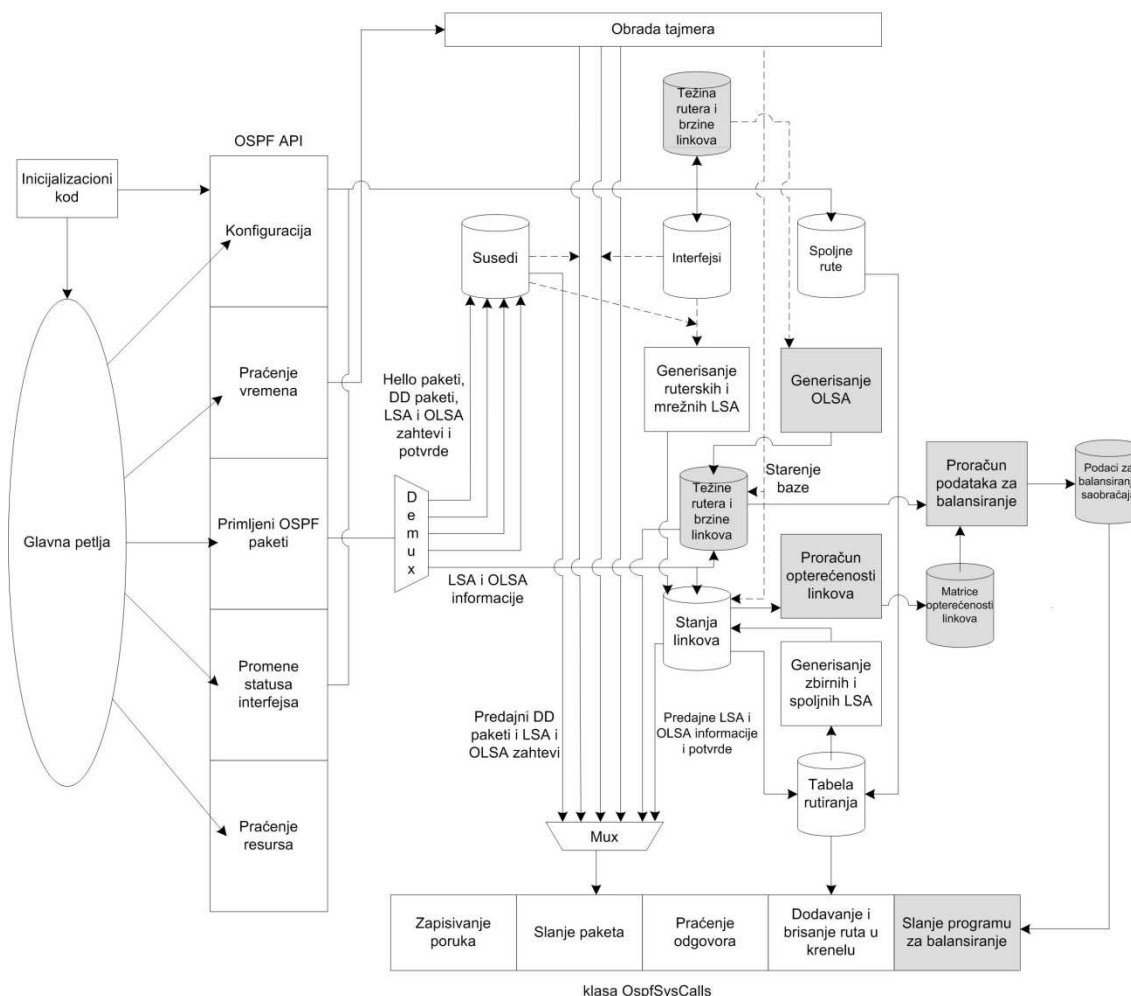 Obrada tajmera
Težina
rutera i
brzine
linkova
OSPF API
Inicijalizacioni
kod
Konfiguracija
Susedi
Interfejsi
Spoljne
rute
Praćenje
vremena
Hello paketi,
DD paketi,
LSA i OLSA
zahtevi i
potvrde
Generisanje
ruterskih i
mrežnih LSA
Generisanje
OLSA
Starenje
baze
Težine
rutera i
brzine
linkova
Proračun
podataka za
balansiranje
Podaci za
balansiranje
saobraćaja
Glavna petlja
Primljeni OSPF
paketi
Demux
LSA i OLSA
informacije
Proračun
opterećenosti
linkova
Matrice
opterećenosti
linkova
Stanja
linkova
Promene
statusa
interfejsa
Generisanje
zbirnih i
spoljnih LSA
Predajni DD
paketi i LSA i
OLSA zahtevi
Predajne LSA i
OLSA informacije
i potvrde
Tabela
rutiranja
Praćenje
resursa
Mux
Zapisivanje
poruka
Slanje paketa
Praćenje
odgovora
Dodavanje i
brisanje ruta u
krenelu
Slanje programu
za balansiranje
klasa OspfSysCalls